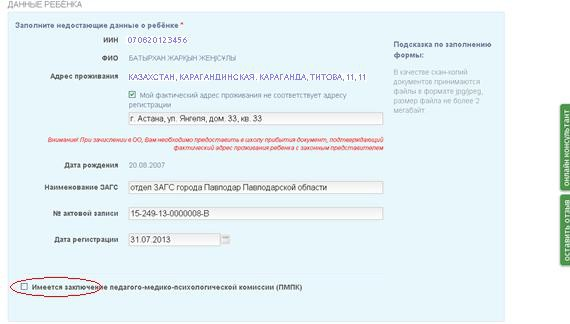 ДАННЫЕ РЕБЁНКА
Заполните недостающие данные о ребёнке *
ИИН 070820123456
ФИО БАТЫРХАН ЖАРҚЫН ЖЕҢІСҰЛЫ
Адрес проживания КАЗАХСТАН, КАРАГАНДИНСКАЯ. КАРАГАНДА, ТИТОВА, 11, 11
Мой фактический адрес проживания не соответствует адресу
регистрации
г. Астана, ул. Янгеля, дом. 33, кв. 33
Внимание! При зачислении в ОО, Вам необходимо предоставить в школу прибытия документ, подтверждающий
фактический адрес проживания ребенка с законным представителем
Дата рождения 20.08.2007
Наименование ЗАГС отдел ЗАГС города Павлодар Павлодарской области
№ актовой записи 15-249-13-0000008-В
Дата регистрации 31.07.2013
Имеется заключение педагого-медико-психологической комиссии (ПМПК)
Подсказка по заполнению
формы:
В качестве скан-копий
документов принимаются
файлы в формате jpg/jpeg,
размер файла не более 2
мегабайт
онлайн консультант
оставить отзыв